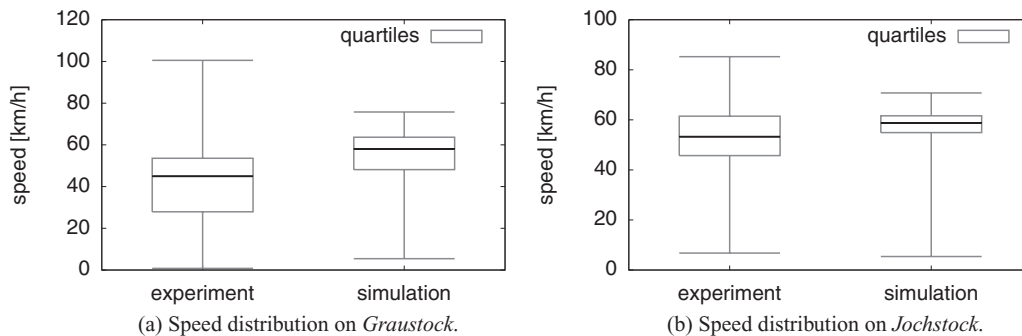 120
100
80
60
40
20
0
speed [km/h]
quartiles
experiment
simulation
(a) Speed distribution on Graustock.
100
80
60
40
20
0
speed [km/h]
quartiles
experiment
simulation
(b) Speed distribution on Jochstock.